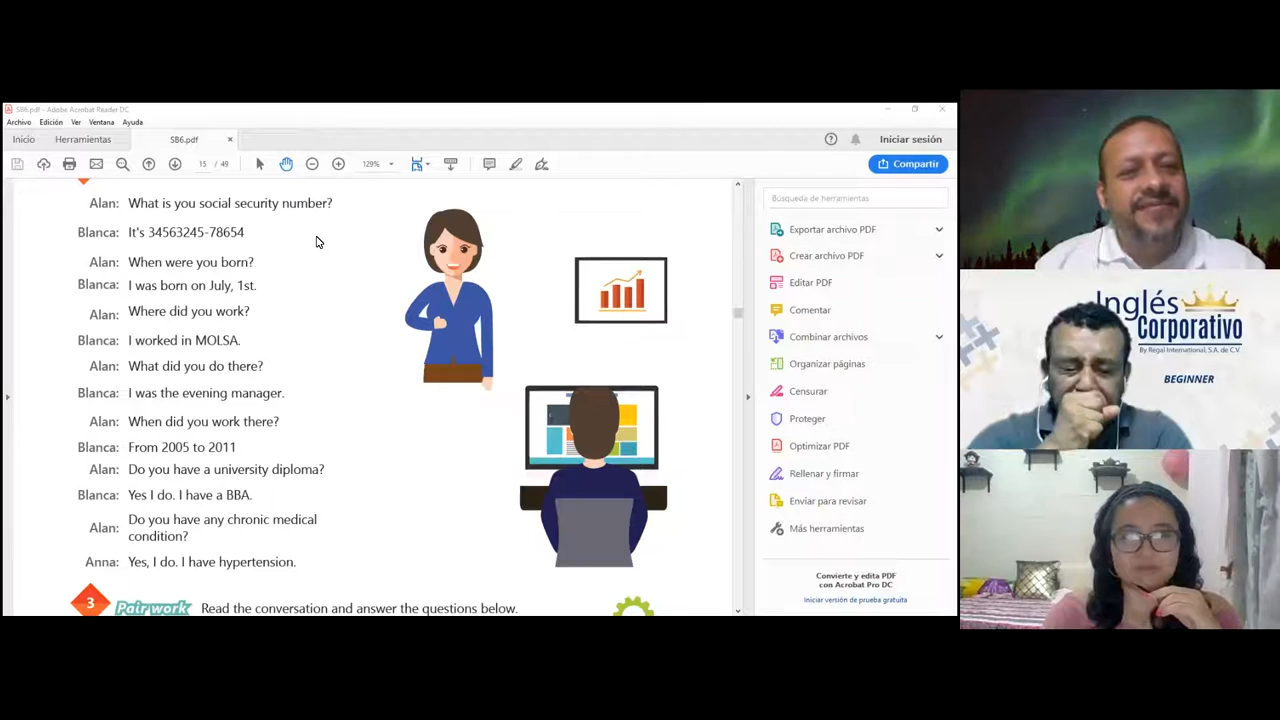 SB6.pdf - Adobe Acrobat Reader DC
Archivo Edición Ver Ventana Ayuda
Inicio Herramientas SB6.pdf × Iniciar sesión
15 / 49 129% Compartir
Alan: What is you social security number?
Blanca: It's 34563245-78654
Alan: When were you born?
Blanca: I was born on July, 1st.
Alan: Where did you work?
Blanca: I worked in MOLSA.
Alan: What did you do there?
Blanca: I was the evening manager.
Alan: When did you work there?
Blanca: From 2005 to 2011
Alan: Do you have a university diploma?
Blanca: Yes I do. I have a BBA.
Alan: Do you have any chronic medical
condition?
Anna: Yes, I do. I have hypertension.
3 Pair work Read the conversation and answer the questions below.
Búsqueda de herramientas
Exportar archivo PDF
Crear archivo PDF
Editar PDF
Comentar
Combinar archivos
Organizar páginas
Censurar
Proteger
Optimizar PDF
Rellenar y firmar
Enviar para revisar
Más herramientas
Convierte y edita PDF
con Acrobat Pro DC
Iniciar versión de prueba gratuita
Inglés
Corporativo
By Regal International, S.A. de C.V.
BEGINNER